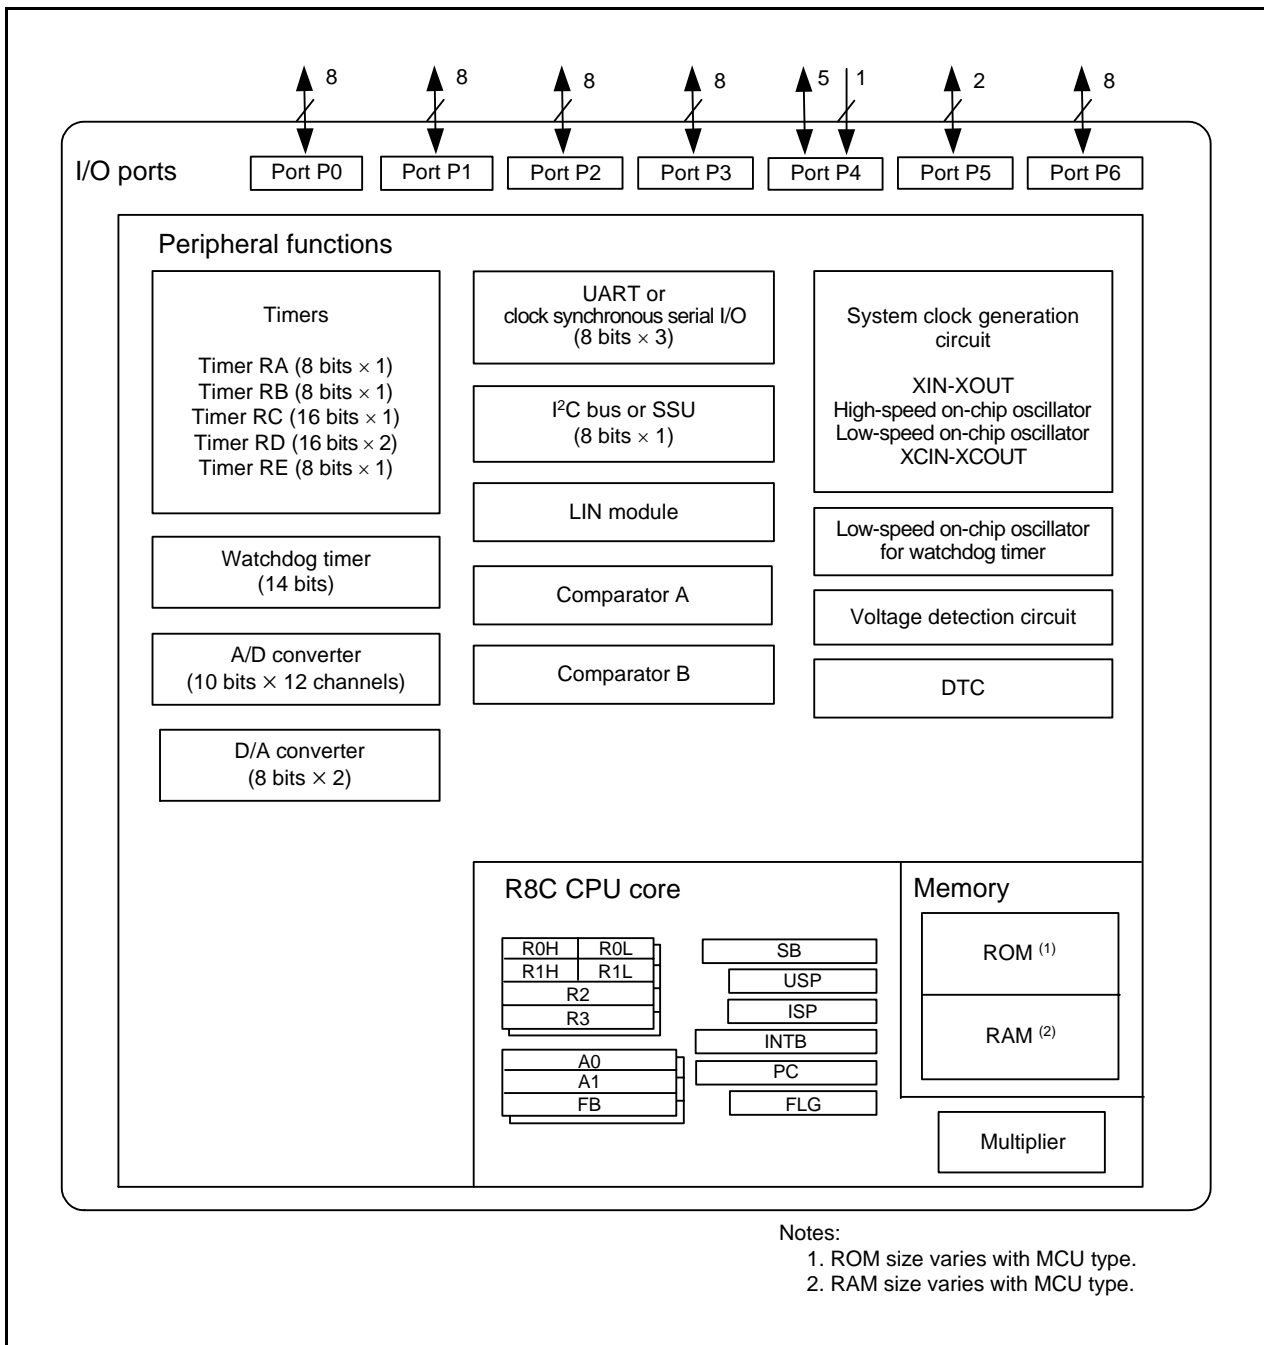 8 8 8 8 5 1 2 8
I/O ports
Port P0 Port P1 Port P2 Port P3 Port P4 Port P5 Port P6
Peripheral functions
Timers
Timer RA (8 bits × 1)
Timer RB (8 bits × 1)
Timer RC (16 bits × 1)
Timer RD (16 bits × 2)
Timer RE (8 bits × 1)
Watchdog timer
(14 bits)
A/D converter
(10 bits × 12 channels)
D/A converter
(8 bits × 2)
UART or
clock synchronous serial I/O
(8 bits × 3)
I²C bus or SSU
(8 bits × 1)
LIN module
Comparator A
Comparator B
System clock generation
circuit
XIN-XOUT
High-speed on-chip oscillator
Low-speed on-chip oscillator
XCIN-XCOUT
Low-speed on-chip oscillator
for watchdog timer
Voltage detection circuit
DTC
R8C CPU core
R0H R0L
R1H R1L
R2
R3
A0
A1
FB
SB
USP
ISP
INTB
PC
FLG
Memory
ROM (1)
RAM (2)
Multiplier
Notes:
1. ROM size varies with MCU type.
2. RAM size varies with MCU type.